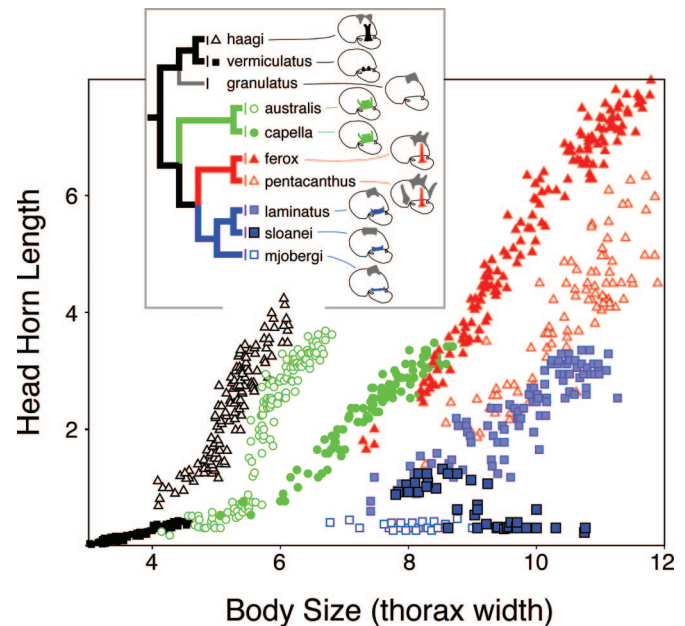 haagi
vermiculatus
granulatus
australis
capella
ferox
pentacanthus
laminatus
sloanei
mjobergi
Head Horn Length
6
4
2
4 6 8 10 12
Body Size (thorax width)